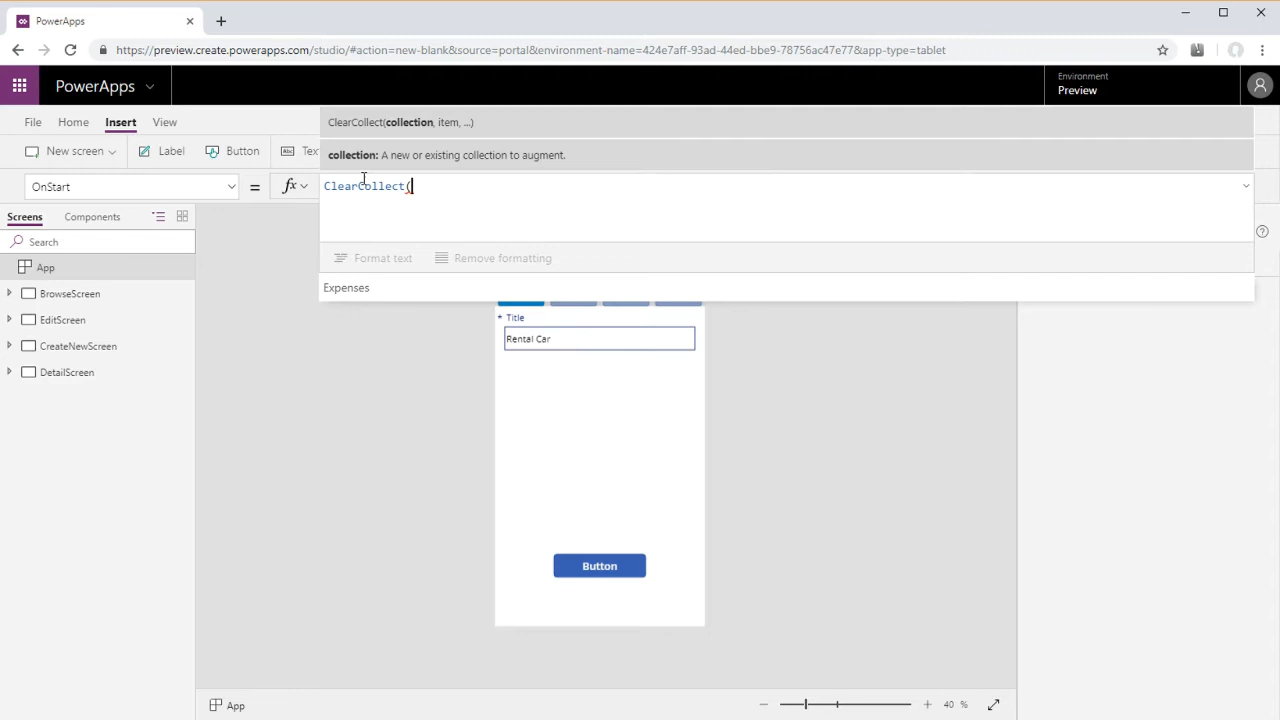 PowerApps
https://preview.create.powerapps.com/studio/#action=new-blank&source=portal&environment-name=424e7aff-93ad-44ed-bbe9-78756ac47e77&app-type=tablet
PowerApps
Environment
Preview
File Home Insert View
ClearCollect(collection, item, ...)
New screen Label Button Abc Text
collection: A new or existing collection to augment.
OnStart = fx ClearCollect(
Screens Components
Search
Format text Remove formatting
App
Expenses
BrowseScreen
* Title
EditScreen
Rental Car
CreateNewScreen
DetailScreen
Button
App
40 %